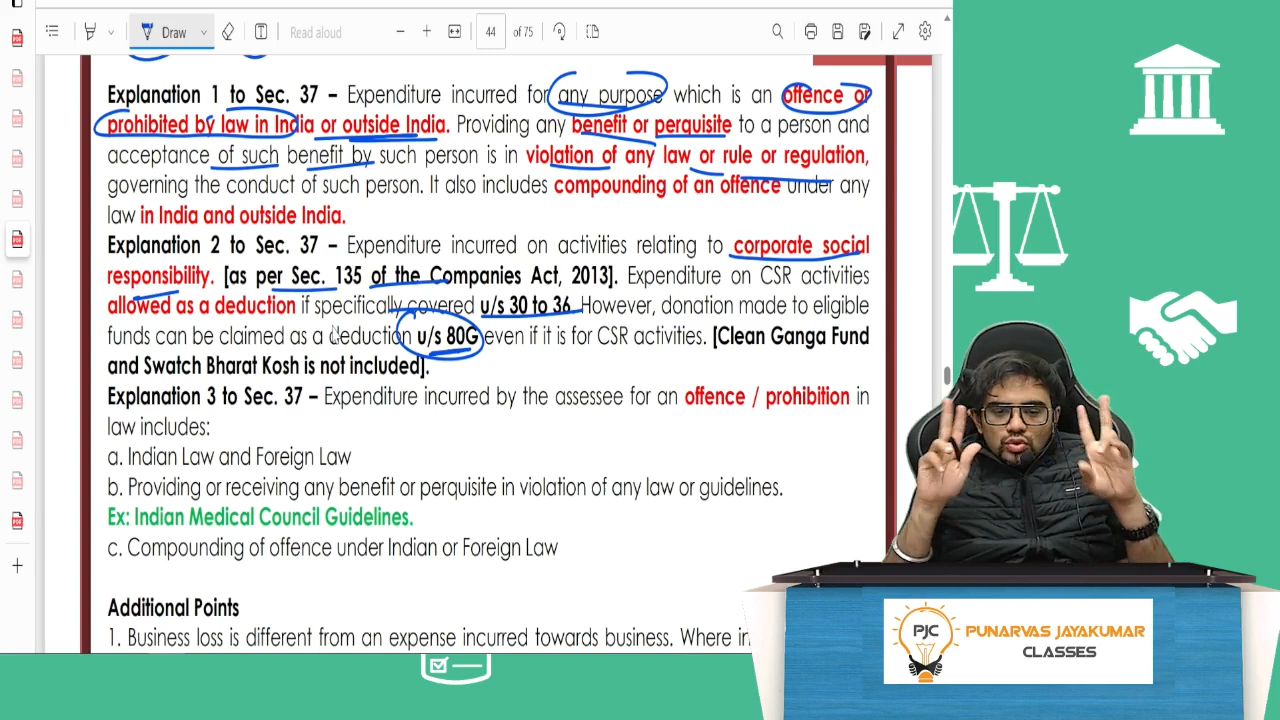 Draw
Read aloud
44 of 75
Explanation 1 to Sec. 37 – Expenditure incurred for any purpose which is an offence or
prohibited by law in India or outside India. Providing any benefit or perquisite to a person and
acceptance of such benefit by such person is in violation of any law or rule or regulation,
governing the conduct of such person. It also includes compounding of an offence under any
law in India and outside India.
Explanation 2 to Sec. 37 – Expenditure incurred on activities relating to corporate social
responsibility. [as per Sec. 135 of the Companies Act, 2013]. Expenditure on CSR activities
allowed as a deduction if specifically covered u/s 30 to 36. However, donation made to eligible
funds can be claimed as a deduction u/s 80G even if it is for CSR activities. [Clean Ganga Fund
and Swatch Bharat Kosh is not included].
Explanation 3 to Sec. 37 – Expenditure incurred by the assessee for an offence / prohibition in
law includes:
a. Indian Law and Foreign Law
b. Providing or receiving any benefit or perquisite in violation of any law or guidelines.
Ex: Indian Medical Council Guidelines.
c. Compounding of offence under Indian or Foreign Law
Additional Points
1. Business loss is different from an expense incurred towards business. Where
PJC
PUNARVAS JAYAKUMAR
CLASSES